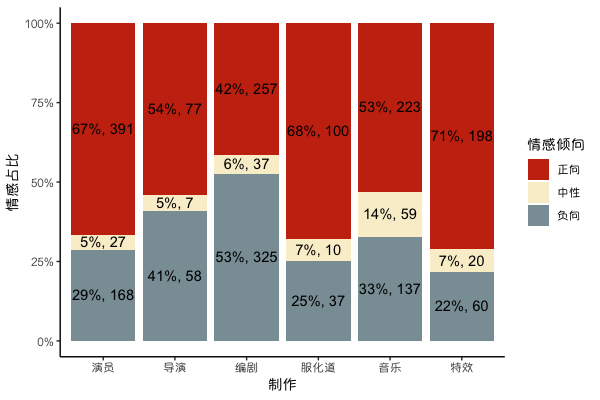 100%
75%
50%
25%
0%
情感占比
67%, 391
5%, 27
29%, 168
54%, 77
5%, 7
41%, 58
42%, 257
6%, 37
53%, 325
68%, 100
7%, 10
25%, 37
53%, 223
14%, 59
33%, 137
71%, 198
7%, 20
22%, 60
演员
导演
编剧
服化道
音乐
特效
制作
情感倾向
正向
中性
负向